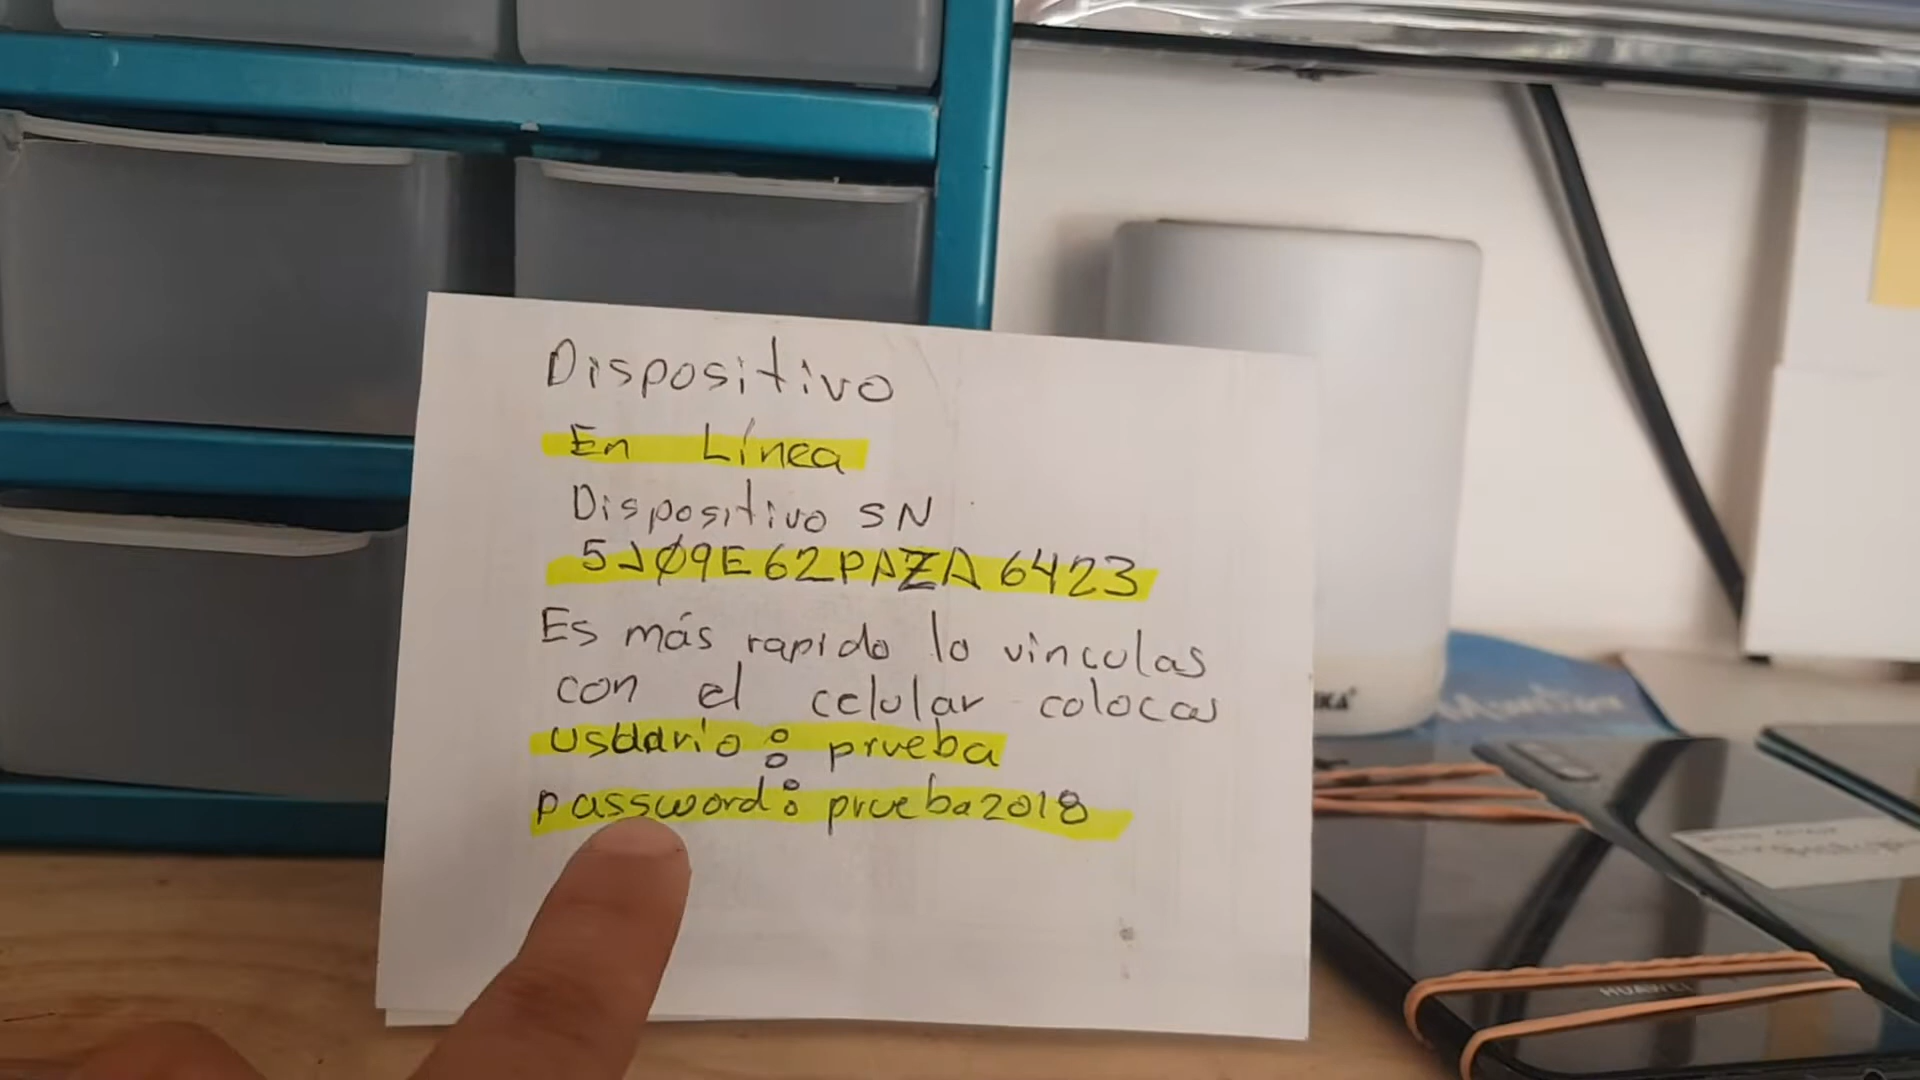 Dispositivo
En Línea
Dispositivo SN
5J09E62PAZA6423
Es más rapido lo vinculas
con el celular colocas
usuario: prueba
password: prueba2018
HUAWEI